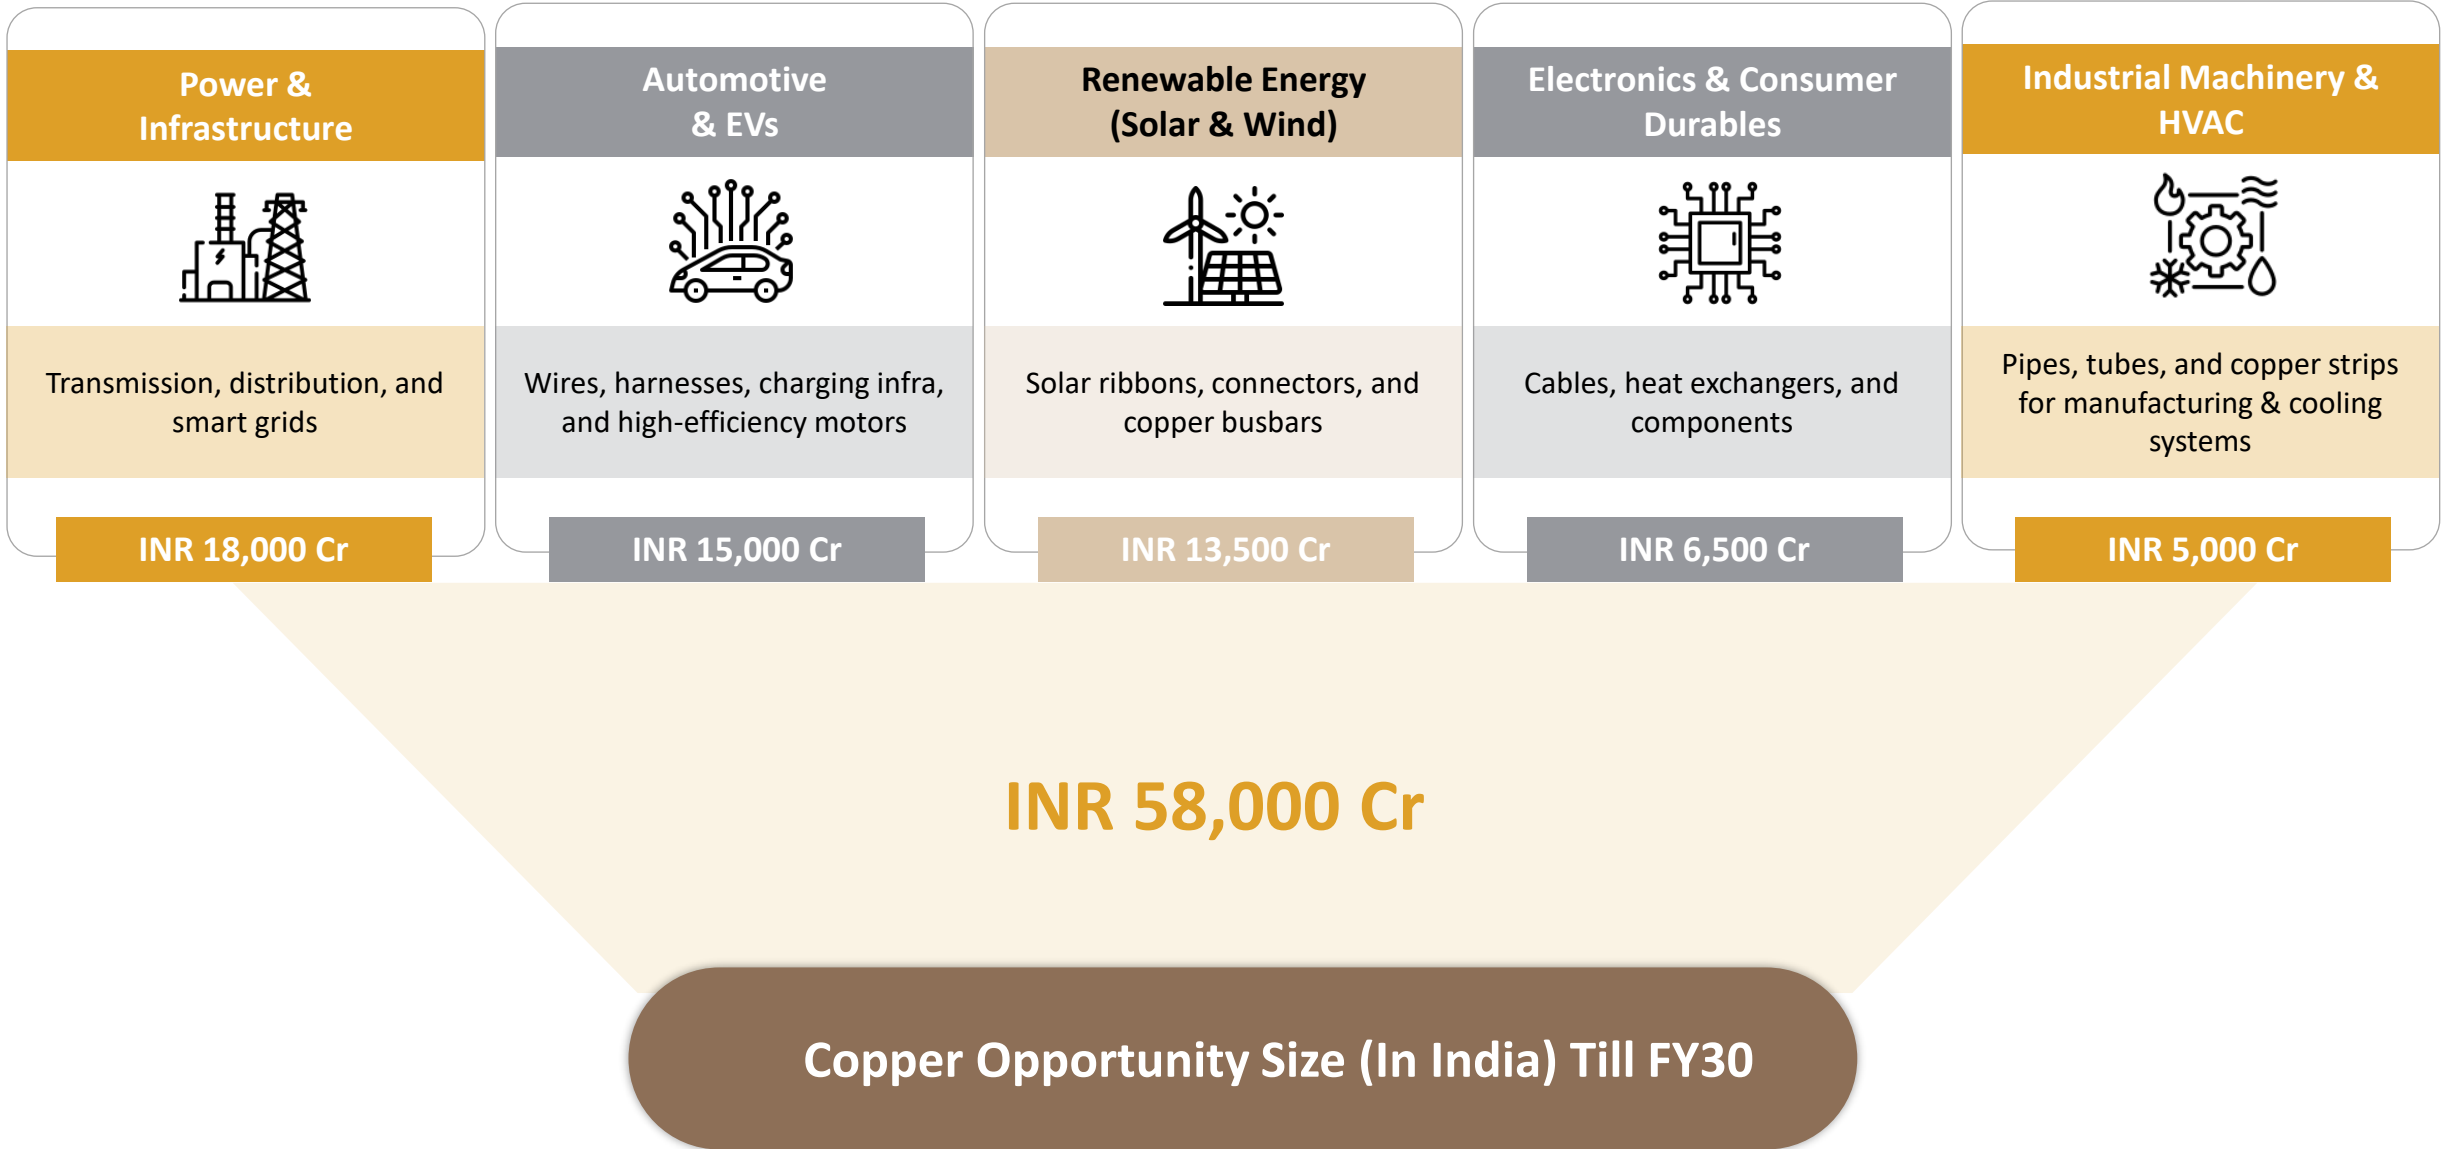 Power &
Infrastructure
Transmission, distribution, and
smart grids
INR 18,000 Cr
Automotive
& EVs
Wires, harnesses, charging infra,
and high-efficiency motors
INR 15,000 Cr
Renewable Energy
(Solar & Wind)
Solar ribbons, connectors, and
copper busbars
INR 13,500 Cr
Electronics & Consumer
Durables
Cables, heat exchangers, and
components
INR 6,500 Cr
Industrial Machinery &
HVAC
Pipes, tubes, and copper strips
for manufacturing & cooling
systems
INR 5,000 Cr
INR 58,000 Cr
Copper Opportunity Size (In India) Till FY30